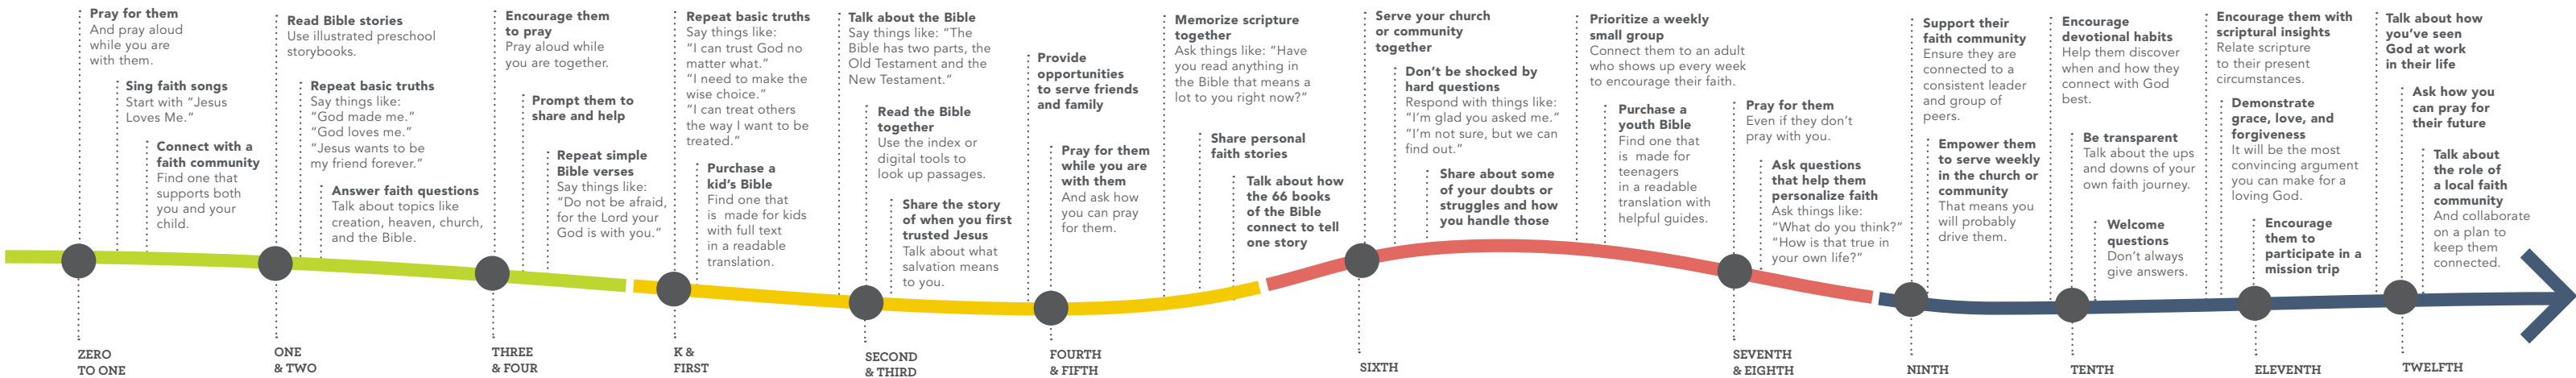 Pray for them
And pray aloud
while you are
with them.
Sing faith songs
Start with “Jesus
Loves Me.”
Connect with a
faith community
Find one that
supports both
you and your
child.
ZERO
TO ONE
Read Bible stories
Use illustrated preschool
storybooks.
Repeat basic truths
Say things like:
“God made me.”
“God loves me.”
“Jesus wants to be
my friend forever.”
Answer faith questions
Talk about topics like
creation, heaven, church,
and the Bible.
ONE
& TWO
Encourage them
to pray
Pray aloud while
you are together.
Prompt them to
share and help
Repeat simple
Bible verses
Say things like:
“Do not be afraid,
for the Lord your
God is with you.”
THREE
& FOUR
Repeat basic truths
Say things like:
“I can trust God no
matter what.”
“I need to make the
wise choice.”
“I can treat others
the way I want to be
treated.”
Purchase a
kid’s Bible
Find one that
is made for kids
with full text
in a readable
translation.
K &
FIRST
Talk about the Bible
Say things like: “The
Bible has two parts, the
Old Testament and the
New Testament.”
Read the Bible
together
Use the index or
digital tools to
look up passages.
Share the story
of when you first
trusted Jesus
Talk about what
salvation means
to you.
SECOND
& THIRD
Provide
opportunities
to serve friends
and family
Pray for them
while you are
with them
And ask how
you can pray
for them.
FOURTH
& FIFTH
Memorize scripture
together
Ask things like: “Have
you read anything in
the Bible that means a
lot to you right now?”
Share personal
faith stories
Talk about how
the 66 books
of the Bible
connect to tell
one story
Serve your church
or community
together
Don’t be shocked by
hard questions
Respond with things like:
“I’m glad you asked me.”
“I’m not sure, but we can
find out.”
Share about some
of your doubts or
struggles and how
you handle those
SIXTH
Prioritize a weekly
small group
Connect them to an adult
who shows up every week
to encourage their faith.
Purchase a
youth Bible
Find one that
is made for
teenagers
in a readable
translation with
helpful guides.
Pray for them
Even if they don’t
pray with you.
Ask questions
that help them
personalize faith
Ask things like:
“What do you think?”
“How is that true in
your own life?”
SEVENTH
& EIGHTH
Support their
faith community
Ensure they are
connected to a
consistent leader
and group of
peers.
Empower them
to serve weekly
in the church or
community
That means you
will probably
drive them.
NINTH
Encourage
devotional habits
Help them discover
when and how they
connect with God
best.
Be transparent
Talk about the ups
and downs of your
own faith journey.
Welcome
questions
Don’t always
give answers.
TENTH
Encourage them with
scriptural insights
Relate scripture
to their present
circumstances.
Demonstrate
grace, love, and
forgiveness
It will be the most
convincing argument
you can make for a
loving God.
Encourage
them to
participate in a
mission trip
ELEVENTH
Talk about how
you’ve seen
God at work
in their life
Ask how you
can pray for
their future
Talk about
the role of
a local faith
community
And collaborate
on a plan to
keep them
connected.
TWELFTH